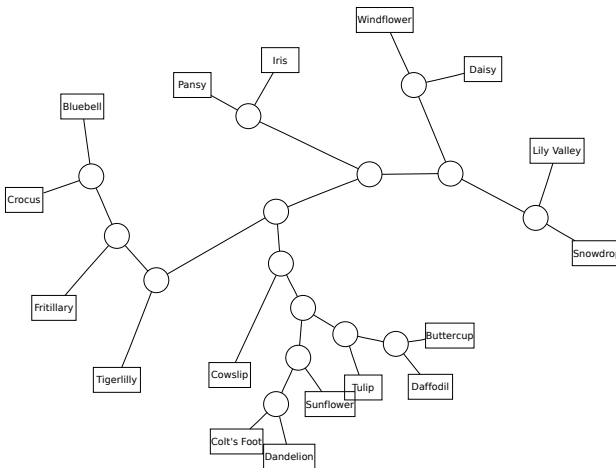 Windflower
Iris
Daisy
Pansy
Bluebell
Lily Valley
Crocus
Snowdrop
Fritillary
Buttercup
Cowslip
Tigerlilly
Tulip
Daffodil
Sunflower
Colt's Foot
Dandelion